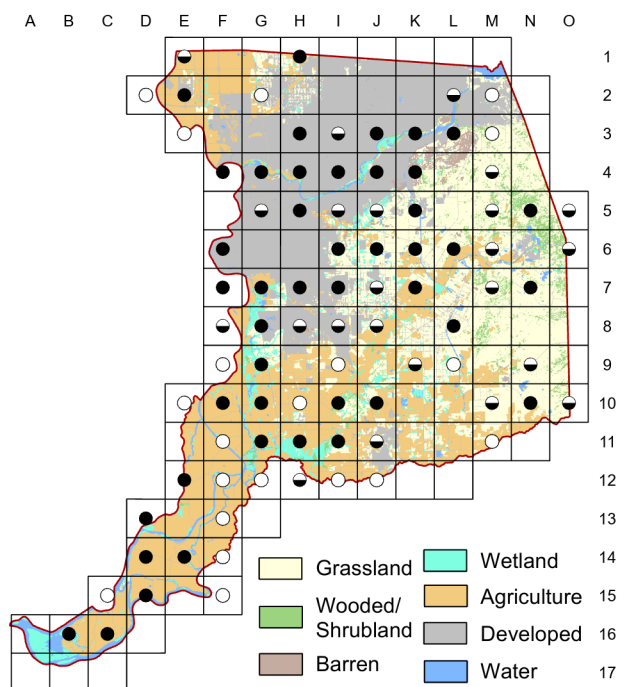 A B C D E F G H I J K L M N O
1
2
3
4
5
6
7
8
9
10
11
12
13
Grassland
Wooded/
Shrubland
Barren
Wetland
Agriculture
Developed
Water
14
15
16
17